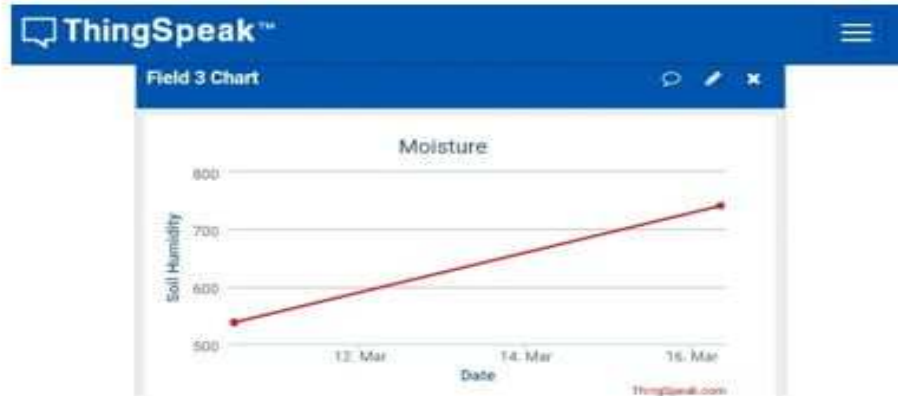 ThingSpeak™
Field 3 Chart
Moisture
800
700
600
500
Soil Humidity
12. Mar
14. Mar
16. Mar
Date
ThingSpeak.com